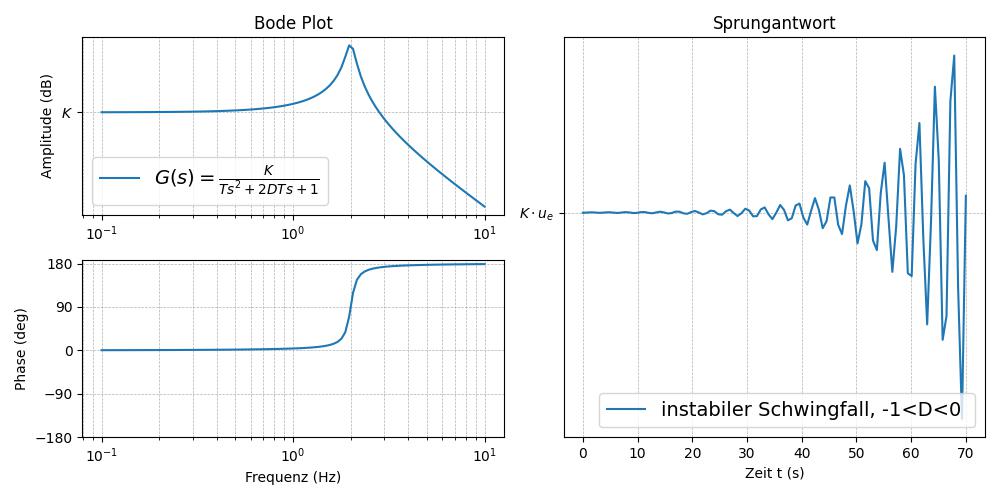 Bode Plot
Amplitude (dB)
K
G(s) = K / (Ts² + 2DTs + 1)
10⁻¹ 10⁰ 10¹
Phase (deg)
180
90
0
−90
−180
10⁻¹ 10⁰ 10¹
Frequenz (Hz)
Sprungantwort
K · uₑ
instabiler Schwingfall, -1<D<0
0 10 20 30 40 50 60 70
Zeit t (s)